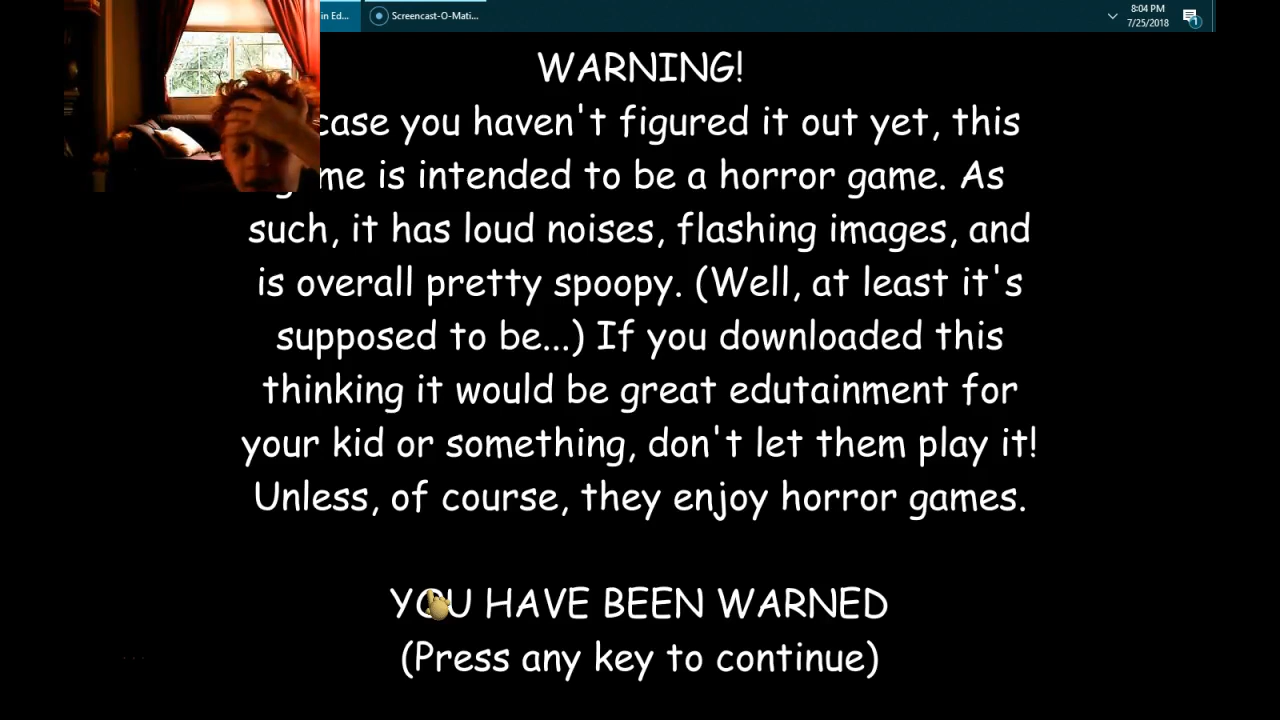 in Ed...
Screencast-O-Mati...
8:04 PM
7/25/2018
1
WARNING!
case you haven't figured it out yet, this
me is intended to be a horror game. As
such, it has loud noises, flashing images, and
is overall pretty spoopy. (Well, at least it's
supposed to be...) If you downloaded this
thinking it would be great edutainment for
your kid or something, don't let them play it!
Unless, of course, they enjoy horror games.
YOU HAVE BEEN WARNED
(Press any key to continue)